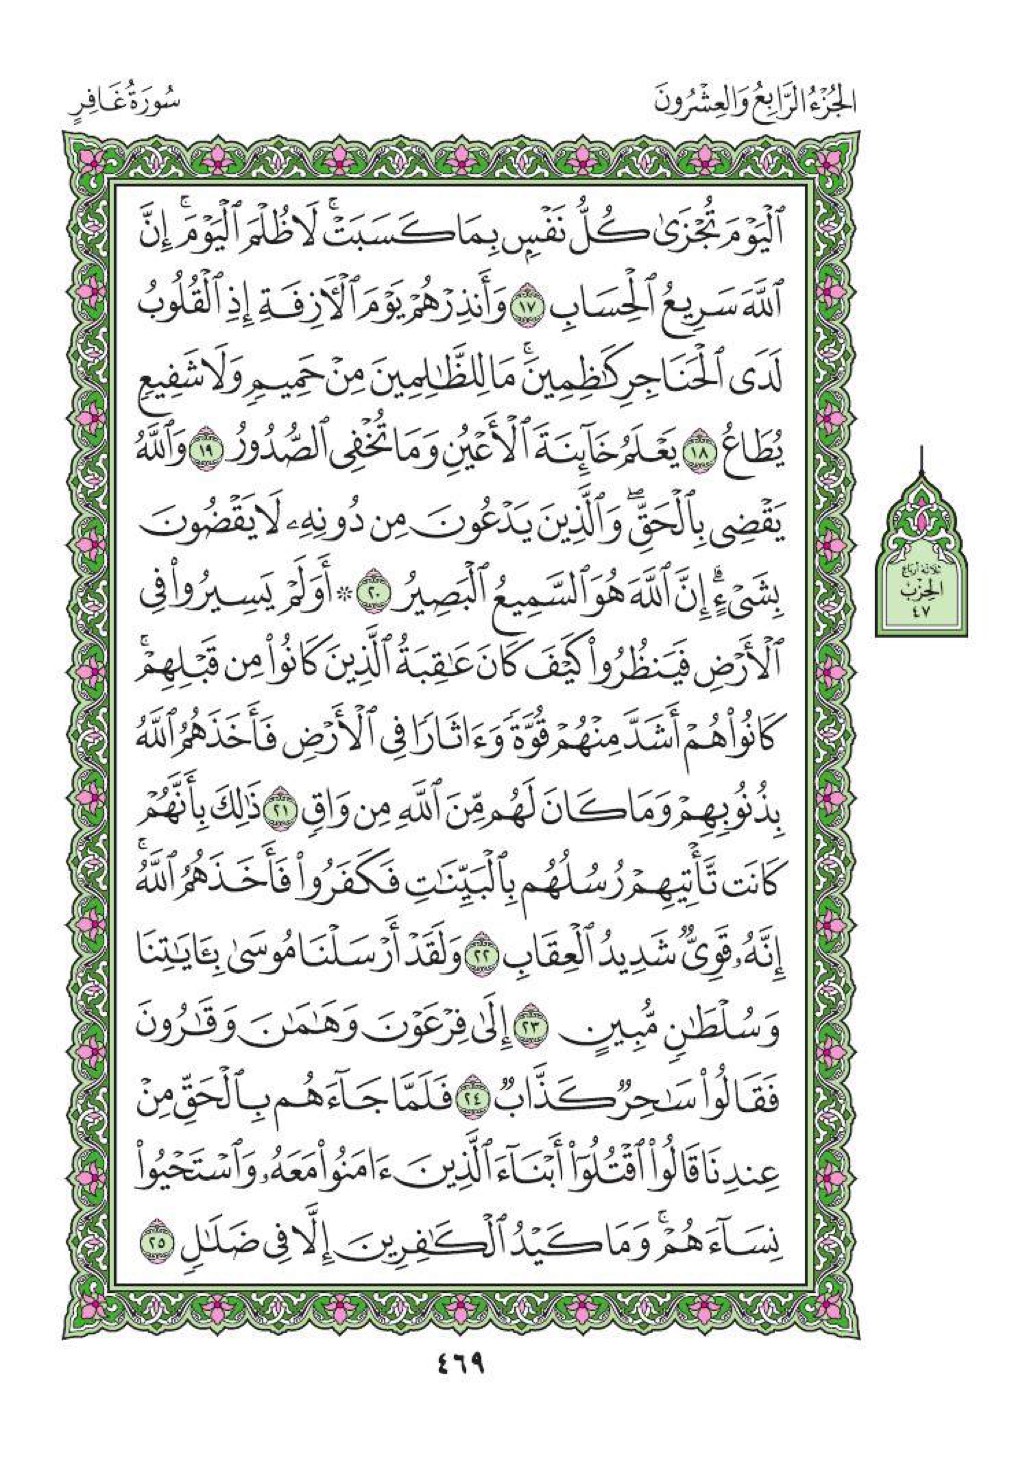 الجُزْءُ الرَّابِعُ وَالعِشْرُونَ
سُورَةُ غَافِرٍ
ٱلْيَوْمَ تُجْزَىٰ كُلُّ نَفْسٍۭ بِمَا كَسَبَتْۚ لَا ظُلْمَ ٱلْيَوْمَۚ إِنَّ
ٱللَّهَ سَرِيعُ ٱلْحِسَابِ ١٧ وَأَنذِرْهُمْ يَوْمَ ٱلْأَزِفَةِ إِذِ ٱلْقُلُوبُ
لَدَى ٱلْحَنَاجِرِ كَٰظِمِينَۚ مَا لِلظَّٰلِمِينَ مِنْ حَمِيمٍ وَلَا شَفِيعٍ
يُطَاعُ ١٨ يَعْلَمُ خَآئِنَةَ ٱلْأَعْيُنِ وَمَا تُخْفِى ٱلصُّدُورُ ١٩ وَٱللَّهُ
يَقْضِى بِٱلْحَقِّۖ وَٱلَّذِينَ يَدْعُونَ مِن دُونِهِۦ لَا يَقْضُونَ
بِشَىْءٍۗ إِنَّ ٱللَّهَ هُوَ ٱلسَّمِيعُ ٱلْبَصِيرُ ٢٠ ۞ أَوَلَمْ يَسِيرُوا۟ فِى
ٱلْأَرْضِ فَيَنظُرُوا۟ كَيْفَ كَانَ عَٰقِبَةُ ٱلَّذِينَ كَانُوا۟ مِن قَبْلِهِمْۚ
كَانُوا۟ هُمْ أَشَدَّ مِنْهُمْ قُوَّةً وَءَاثَارًا فِى ٱلْأَرْضِ فَأَخَذَهُمُ ٱللَّهُ
بِذُنُوبِهِمْ وَمَا كَانَ لَهُم مِّنَ ٱللَّهِ مِن وَاقٍ ٢١ ذَٰلِكَ بِأَنَّهُمْ
كَانَت تَّأْتِيهِمْ رُسُلُهُم بِٱلْبَيِّنَٰتِ فَكَفَرُوا۟ فَأَخَذَهُمُ ٱللَّهُۚ
إِنَّهُۥ قَوِىٌّ شَدِيدُ ٱلْعِقَابِ ٢٢ وَلَقَدْ أَرْسَلْنَا مُوسَىٰ بِـَٔايَٰتِنَا
وَسُلْطَٰنٍ مُّبِينٍ ٢٣ إِلَىٰ فِرْعَوْنَ وَهَٰمَٰنَ وَقَٰرُونَ
فَقَالُوا۟ سَٰحِرٌ كَذَّابٌ ٢٤ فَلَمَّا جَآءَهُم بِٱلْحَقِّ مِنْ
عِندِنَا قَالُوا۟ ٱقْتُلُوٓا۟ أَبْنَآءَ ٱلَّذِينَ ءَامَنُوا۟ مَعَهُۥ وَٱسْتَحْيُوا۟
نِسَآءَهُمْۚ وَمَا كَيْدُ ٱلْكَٰفِرِينَ إِلَّا فِى ضَلَٰلٍ ٢٥
ثلاثة أرباع
الحِزْب
٤٧
٤٦٩